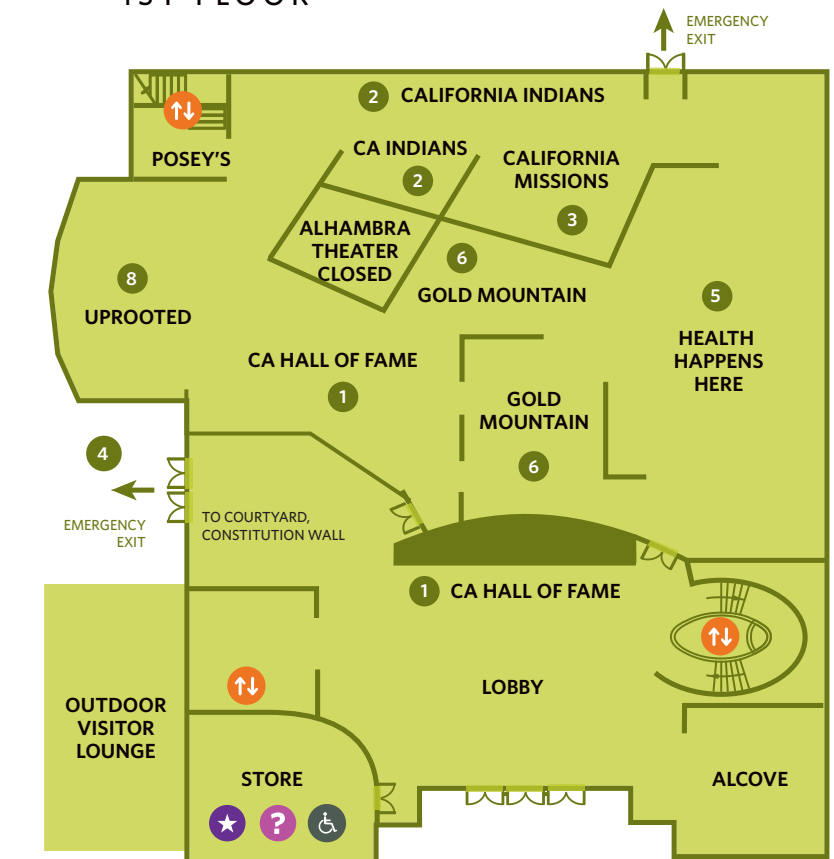 1ST FLOOR
EMERGENCY
EXIT
2 CALIFORNIA INDIANS
POSEY'S
CA INDIANS
2
CALIFORNIA
MISSIONS
3
ALHAMBRA
THEATER
CLOSED
6
GOLD MOUNTAIN
8
UPROOTED
5
HEALTH
HAPPENS
HERE
CA HALL OF FAME
1
GOLD
MOUNTAIN
6
4
EMERGENCY
EXIT
TO COURTYARD,
CONSTITUTION WALL
1 CA HALL OF FAME
LOBBY
OUTDOOR
VISITOR
LOUNGE
STORE
?
ALCOVE